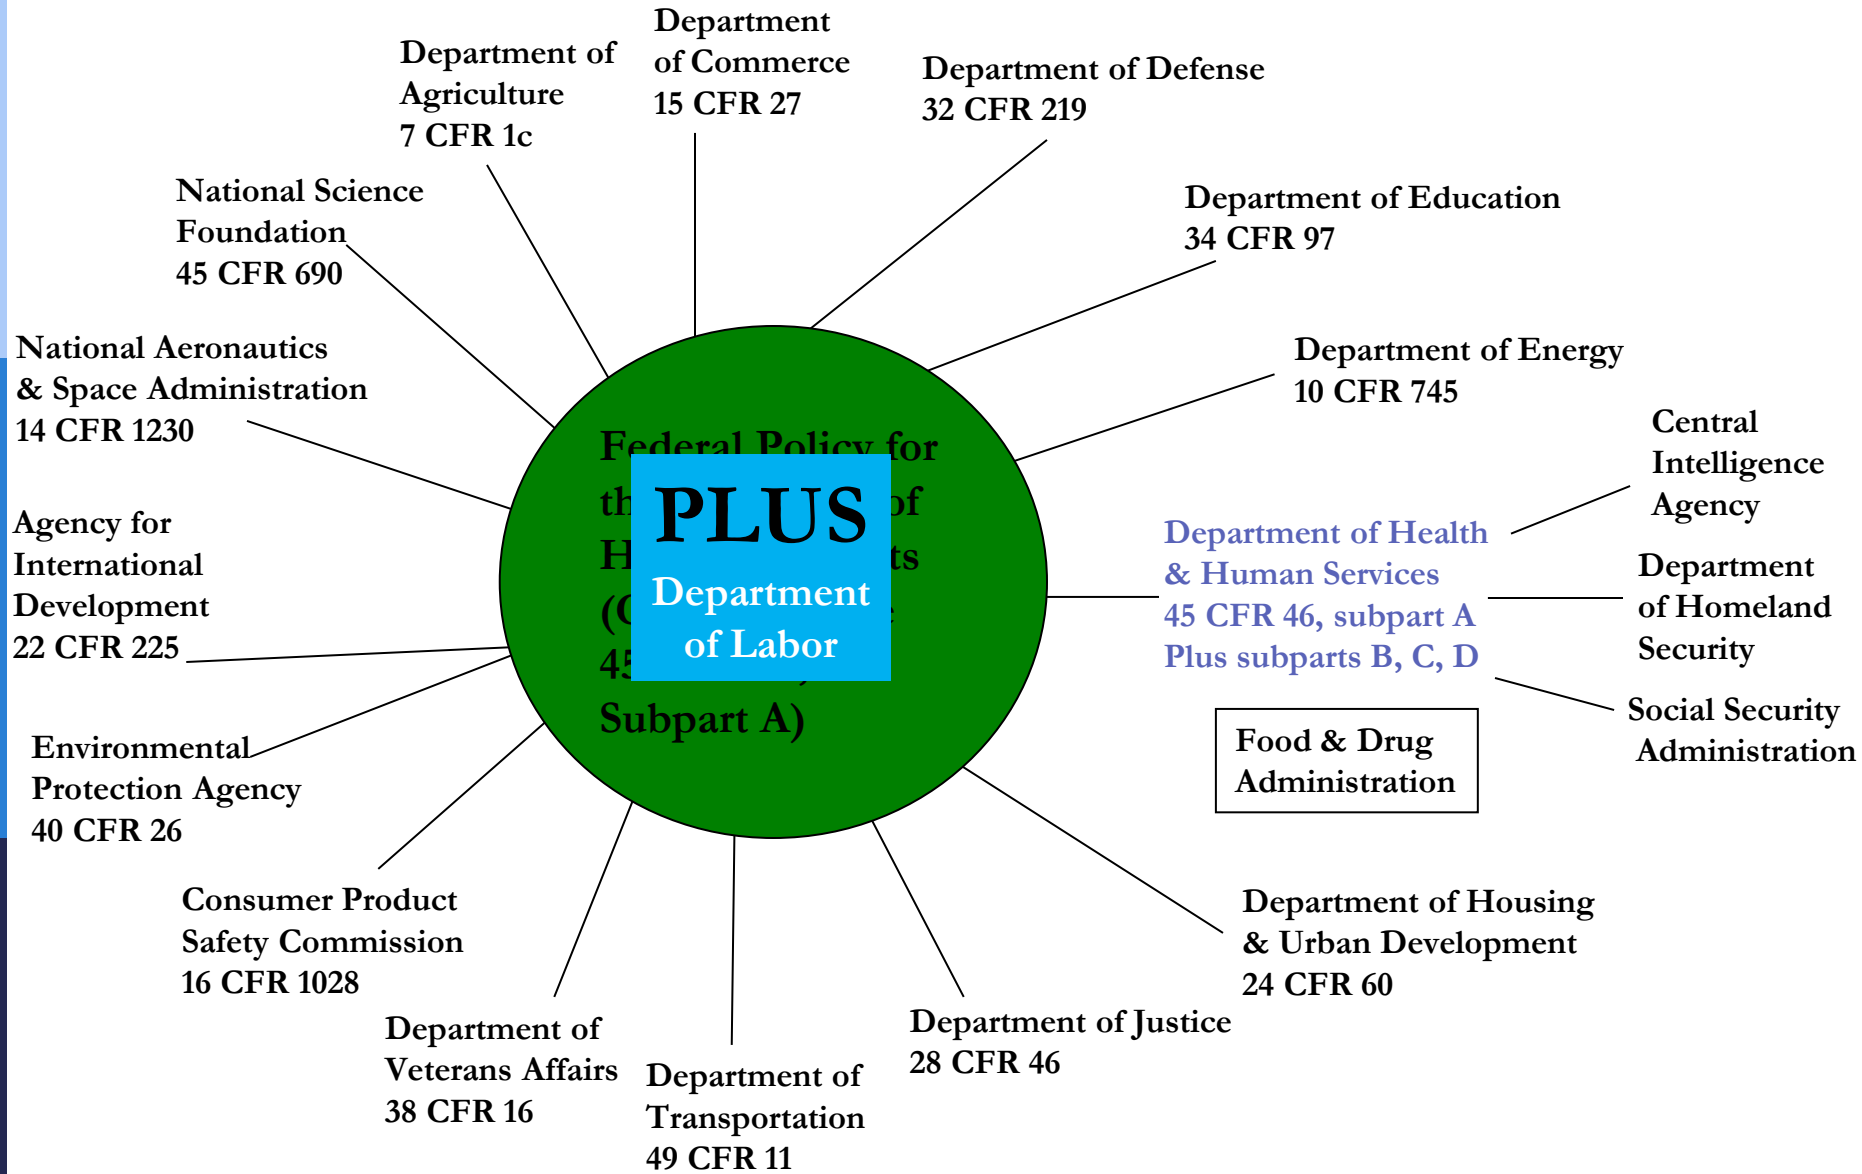 Department
of Commerce
15 CFR 27
Department of
Agriculture
7 CFR 1c
Department of Defense
32 CFR 219
National Science
Foundation
45 CFR 690
Department of Education
34 CFR 97
National Aeronautics
& Space Administration
14 CFR 1230
Department of Energy
10 CFR 745
Central
Intelligence
Agency
Federal Policy for
of
PLUS
Department
of Labor
Subpart A)
Agency for
International
Development
22 CFR 225
Department of Health
& Human Services
45 CFR 46, subpart A
Plus subparts B, C, D
Department
of Homeland
Security
Social Security
Administration
Food & Drug
Administration
Environmental
Protection Agency
40 CFR 26
Consumer Product
Safety Commission
16 CFR 1028
Department of Housing
& Urban Development
24 CFR 60
Department of
Veterans Affairs
38 CFR 16
Department of
Transportation
49 CFR 11
Department of Justice
28 CFR 46